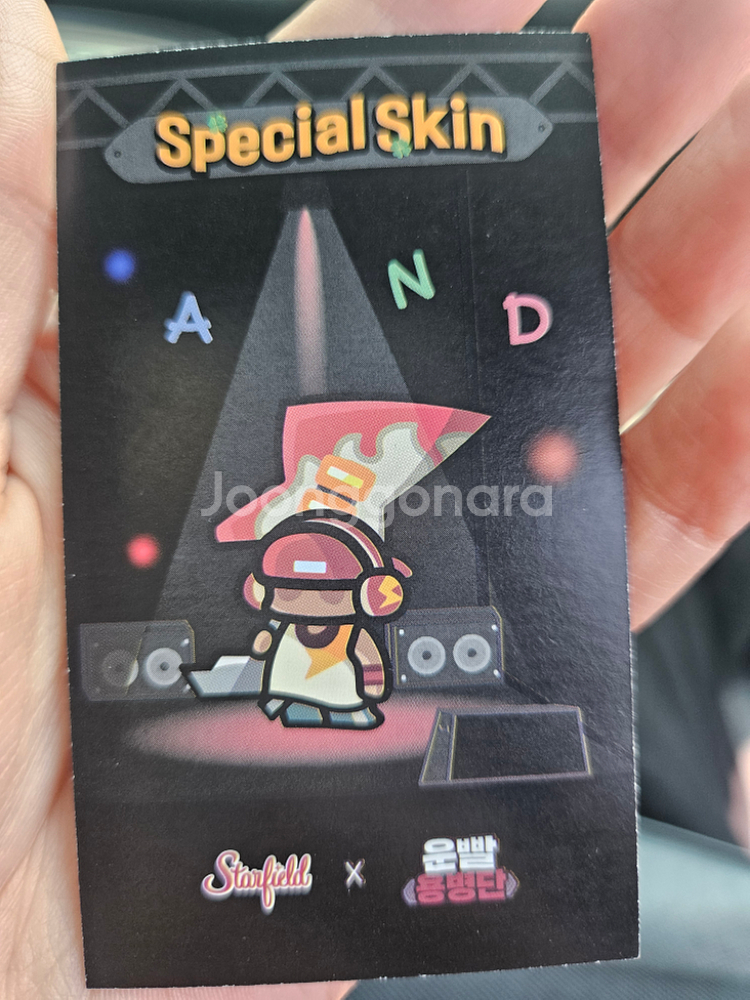 Special Skin
A N D
Joonggonara
Starfield X 운빨
용병단